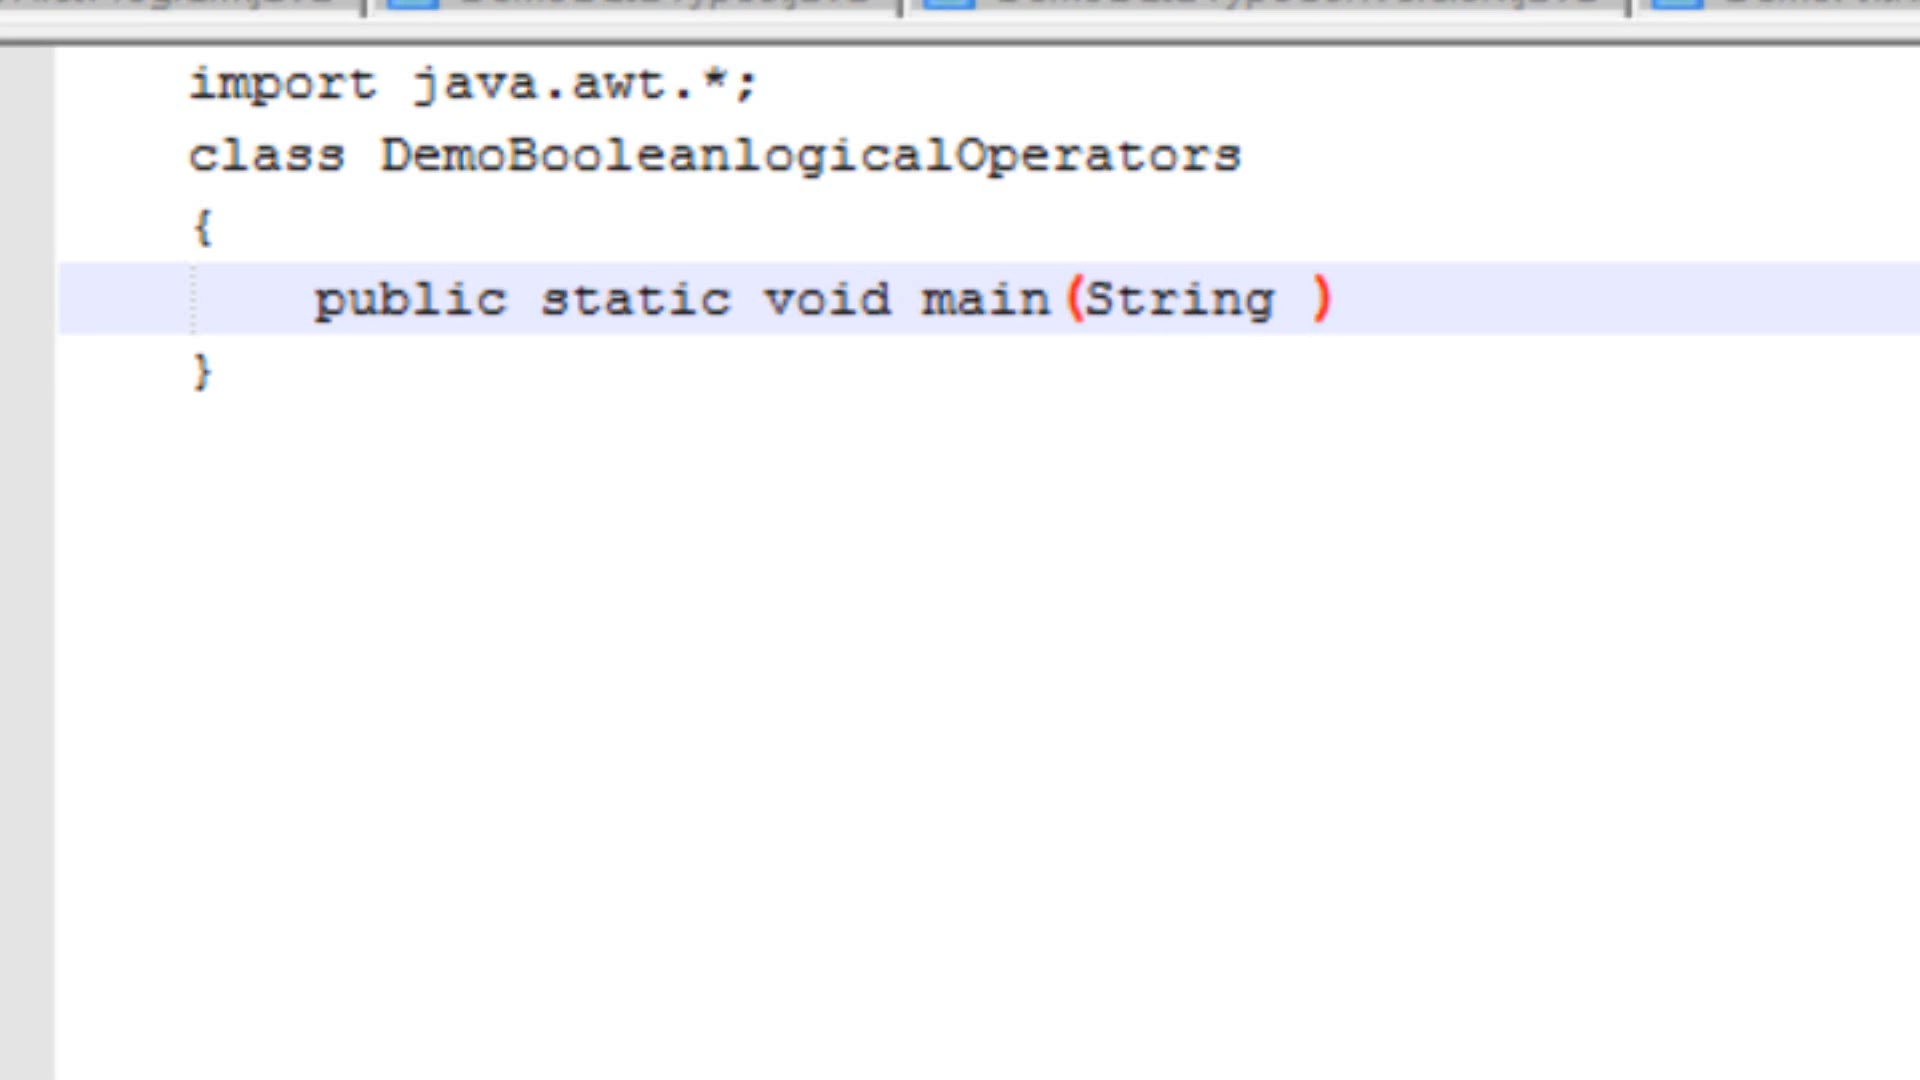 import java.awt.*;
class DemoBooleanlogicalOperators
{
public static void main(String )
}